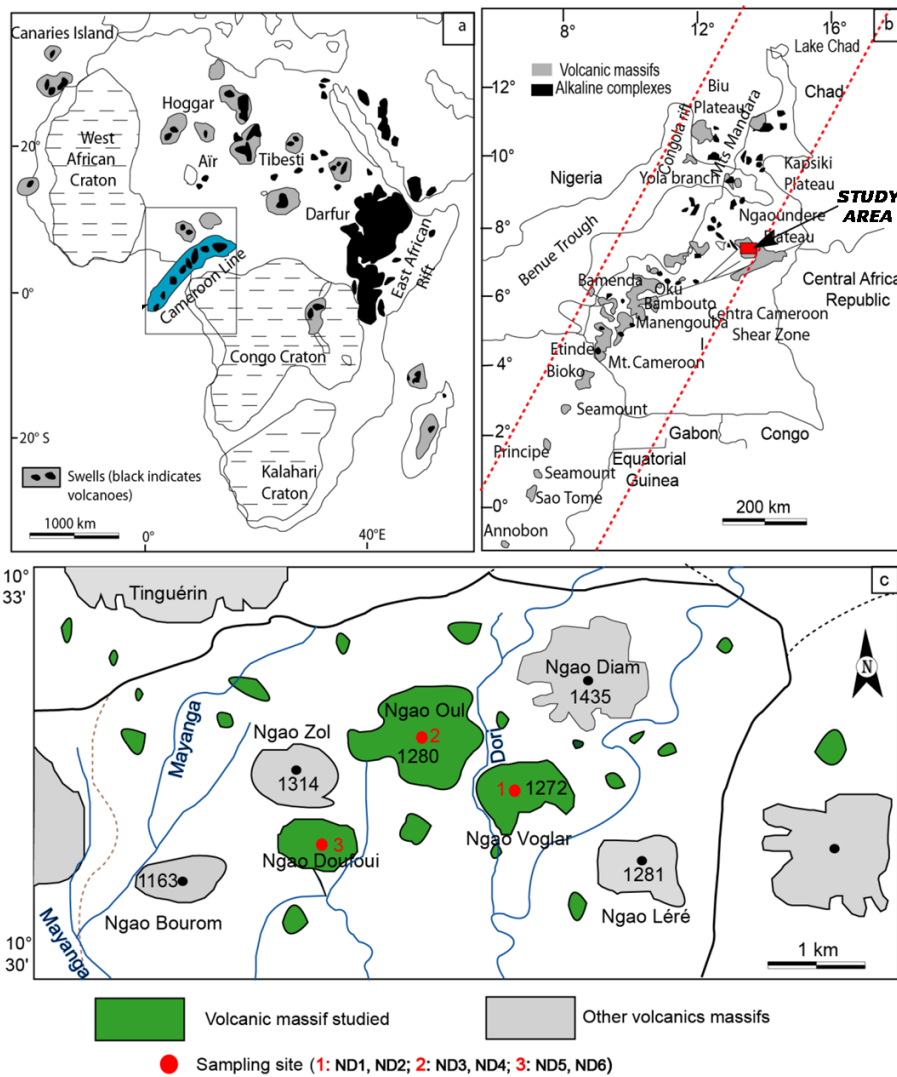 a
Canaries Island
Hoggar
West
African
Craton
20°
Aïr
Tibesti
Darfur
East African
Rift
Cameroon Line
0°
Congo Craton
20° S
Kalahari
Craton
Swells (black indicates
volcanoes)
1000 km
0°
40°E
8°
12°
16°
b
Lake Chad
Volcanic massifs
Alkaline complexes
12°
Biu
Plateau
Chad
Congola rift
Mts Mandara
10°
Kapsiki
Plateau
Nigeria
Yola branch
STUDY
AREA
Ngaoundere
Plateau
8°
Benue Trough
Central Africa
Republic
Bamenda
Oku
6°
Bambouto
Centra Cameroon
Shear Zone
Manengouba
Etinde
Mt. Cameroon
4°
Bioko
Seamount
2°
Principe
Gabon
Congo
Equatorial
Guinea
Seamount
Sao Tome
0°
200 km
Annobon
10°
33'
c
Tinguérin
N
Ngao Diam
1435
Ngao Oul
2
1280
Mayanga
Ngao Zol
1314
Dori
1
1272
Ngao Voglar
3
Ngao Doufoui
1163
Ngao Bourom
1281
Ngao Léré
Mayanga
10°
30'
1 km
Volcanic massif studied
Other volcanics massifs
Sampling site (1: ND1, ND2; 2: ND3, ND4; 3: ND5, ND6)